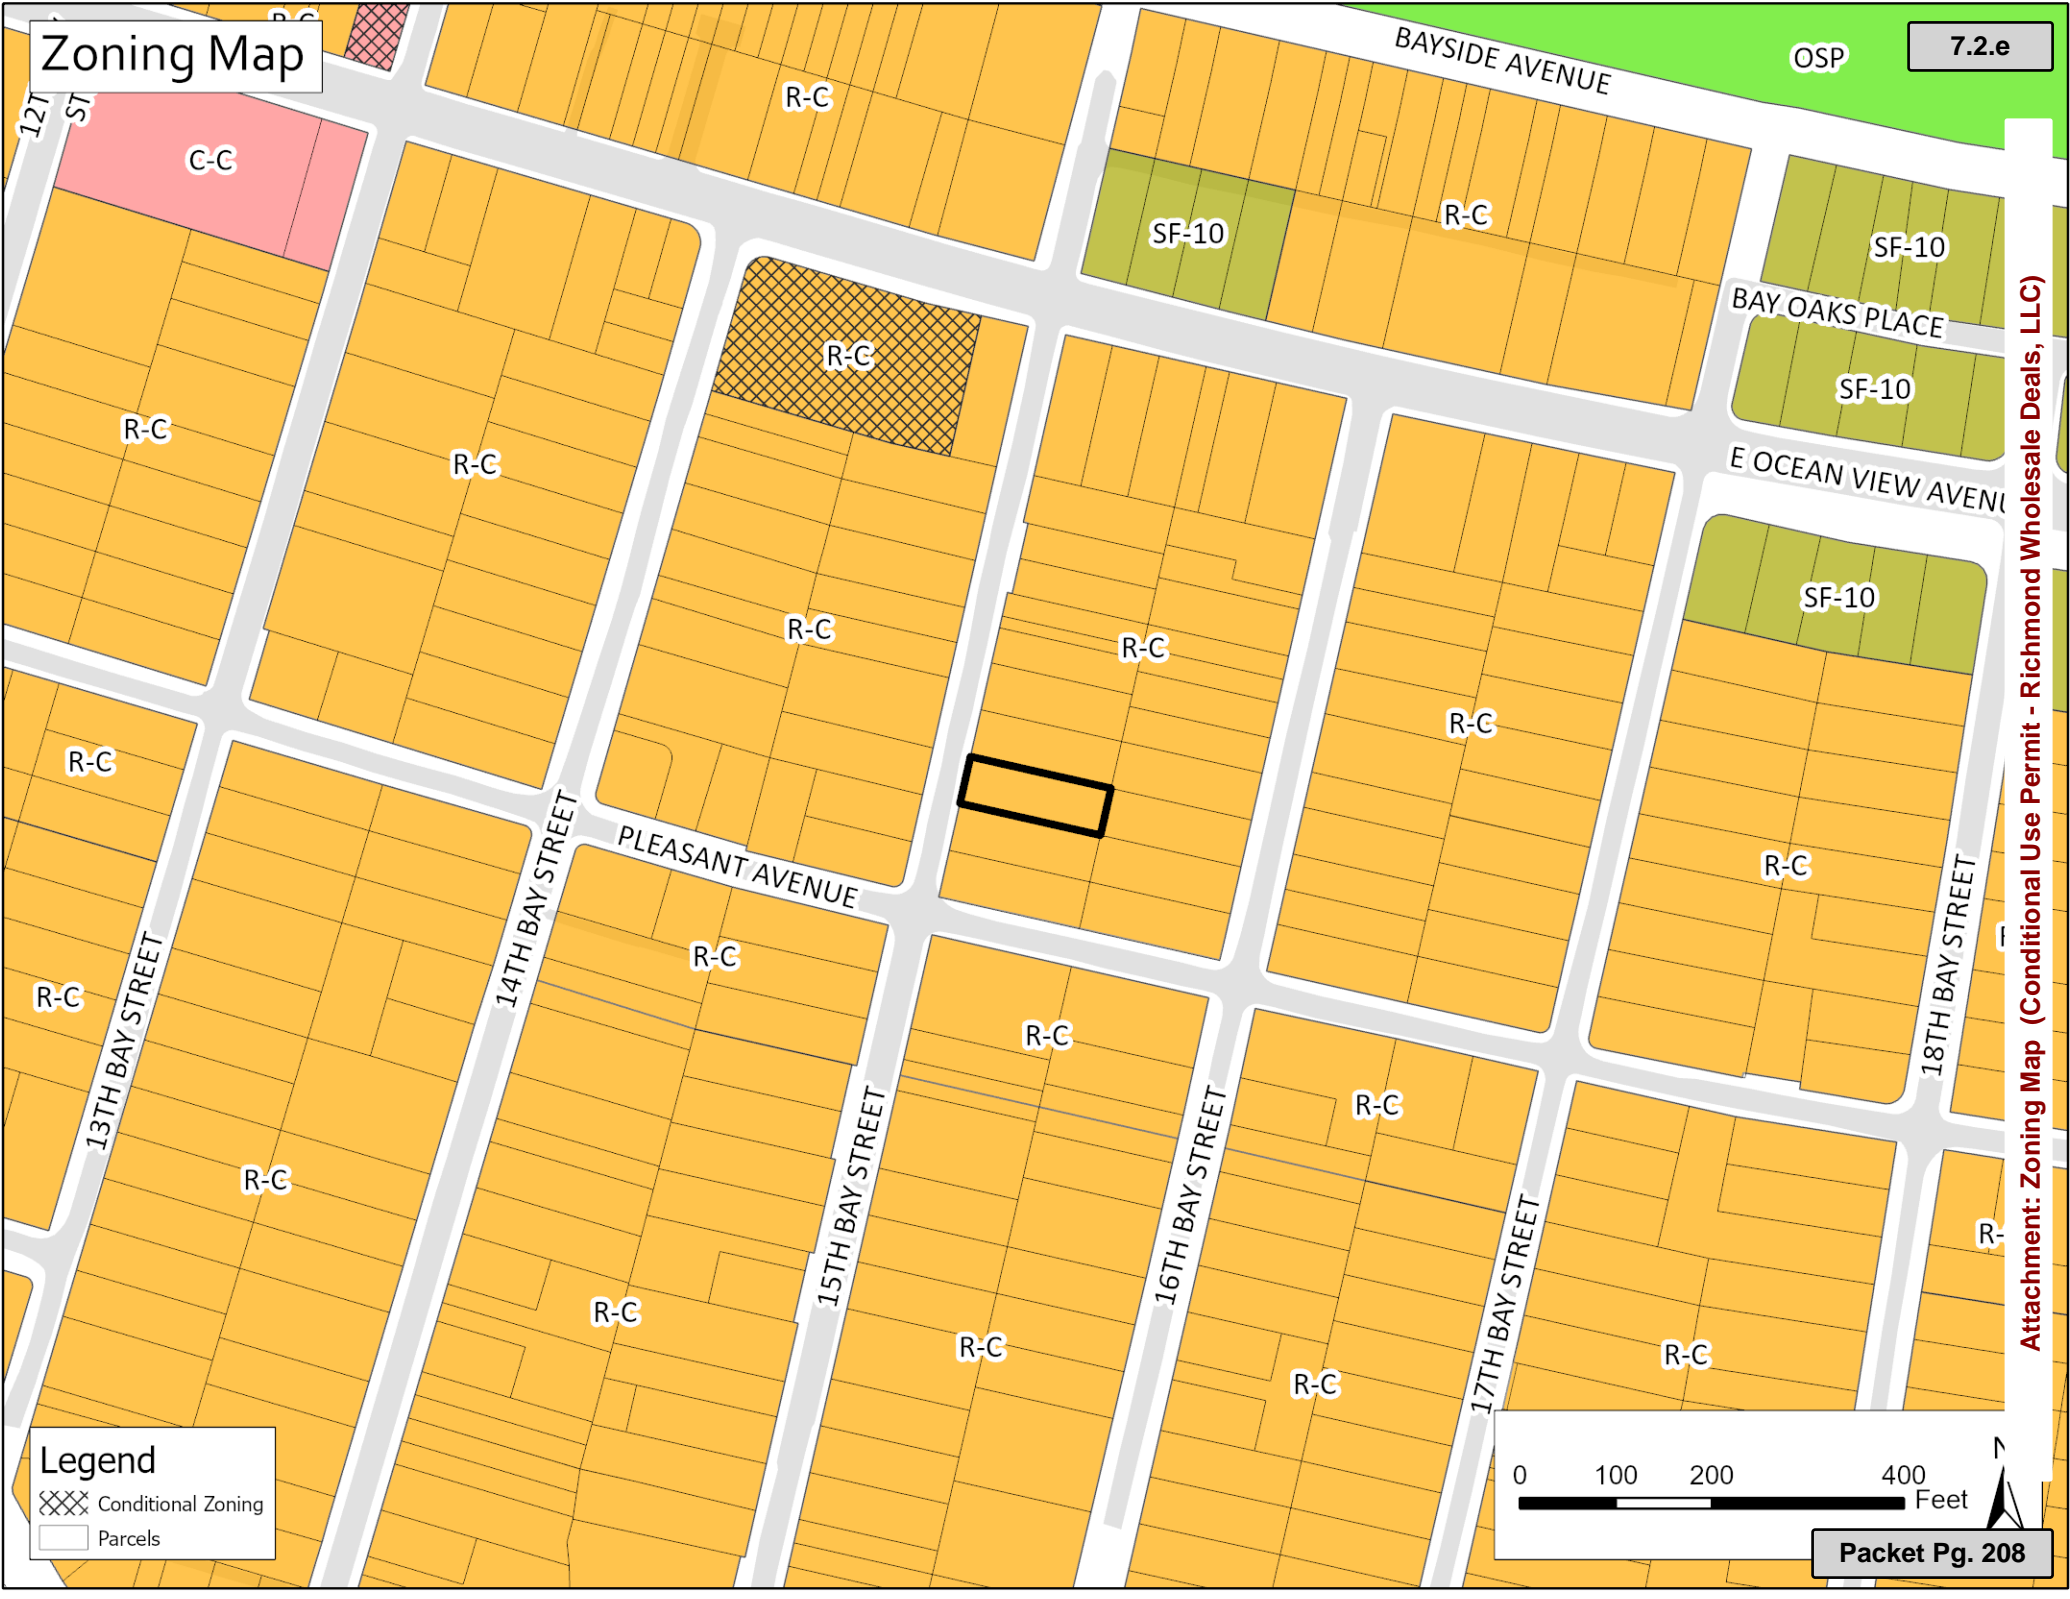 Zoning Map
R-C
7.2.e
BAYSIDE AVENUE
OSP
R-C
12T
ST
C-C
R-C
SF-10
SF-10
BAY OAKS PLACE
R-C
SF-10
R-C
R-C
E OCEAN VIEW AVENU
SF-10
R-C
R-C
R-C
R-C
R-C
PLEASANT AVENUE
14TH BAY STREET
R-C
18TH BAY STREET
R-C
R-C
13TH BAY STREET
R-C
R-C
15TH BAY STREET
16TH BAY STREET
R-C
R-
17TH BAY STREET
R-C
R-C
R-C
R-C
Attachment: Zoning Map (Conditional Use Permit - Richmond Wholesale Deals, LLC)
Legend
Conditional Zoning
Parcels
N
0 100 200 400
Feet
Packet Pg. 208